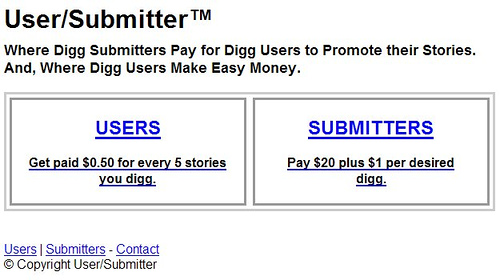 User/Submitter™
Where Digg Submitters Pay for Digg Users to Promote their Stories.
And, Where Digg Users Make Easy Money.
USERS
Get paid $0.50 for every 5 stories
you digg.
SUBMITTERS
Pay $20 plus $1 per desired
digg.
Users | Submitters - Contact
© Copyright User/Submitter